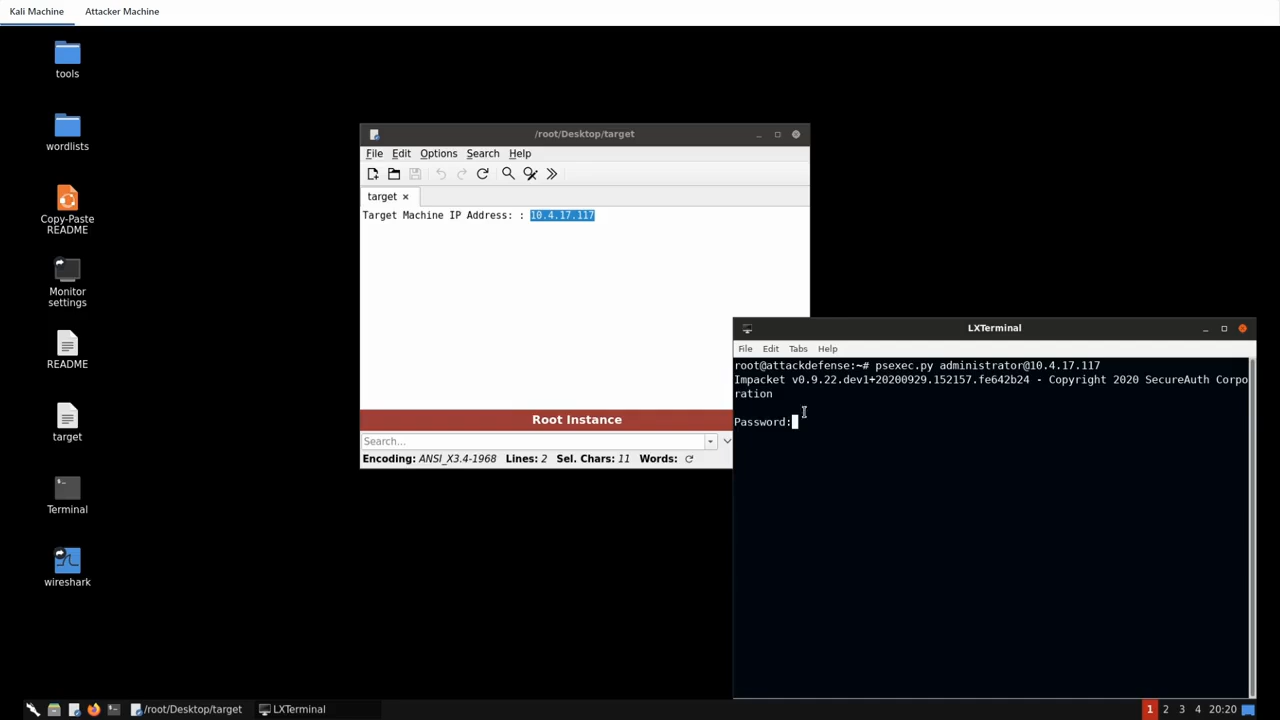 Kali Machine
Attacker Machine
tools
wordlists
Copy-Paste
README
Monitor
settings
README
target
Terminal
wireshark
/root/Desktop/target
File Edit Options Search Help
target ×
Target Machine IP Address: : 10.4.17.117
Root Instance
Search...
Encoding: ANSI_X3.4-1968 Lines: 2 Sel. Chars: 11 Words:
LXTerminal
File Edit Tabs Help
root@attackdefense:~# psexec.py administrator@10.4.17.117
Impacket v0.9.22.dev1+20200929.152157.fe642b24 - Copyright 2020 SecureAuth Corpo
ration
Password:
/root/Desktop/target
LXTerminal
1 2 3 4 20:20